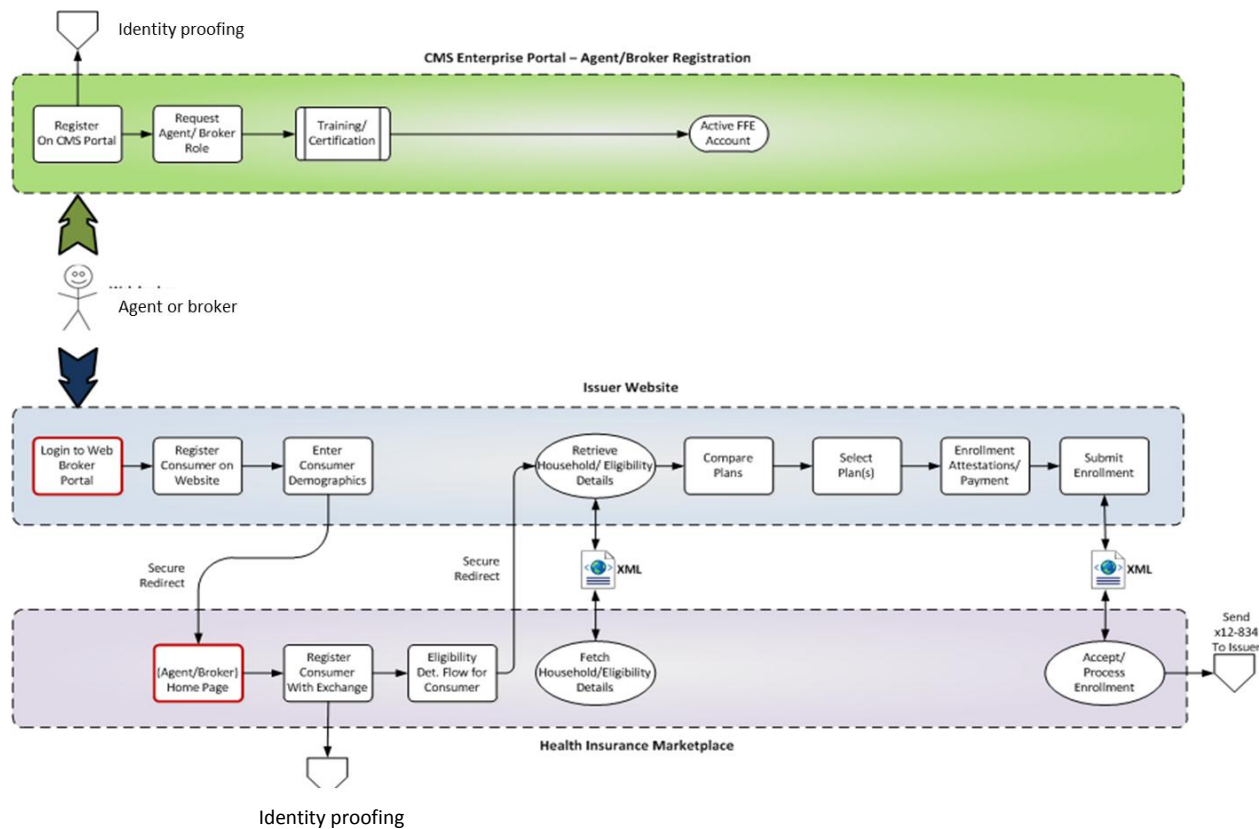 Identity proofing
CMS Enterprise Portal – Agent/Broker Registration
Register
On CMS Portal
Request
Agent/ Broker
Role
Training/
Certification
Active FFE
Account
Agent or broker
Issuer Website
Login to Web
Broker
Portal
Register
Consumer on
Website
Enter
Consumer
Demographics
Retrieve
Household/ Eligibility
Details
Compare
Plans
Select
Plan(s)
Enrollment
Attestations/
Payment
Submit
Enrollment
Secure
Redirect
Secure
Redirect
XML
XML
{Agent/Broker}
Home Page
Register
Consumer
With Exchange
Eligibility
Det. Flow for
Consumer
Fetch
Household/Eligibility
Details
Accept/
Process
Enrollment
Send
x12-834
To Issuer
Health Insurance Marketplace
Identity proofing